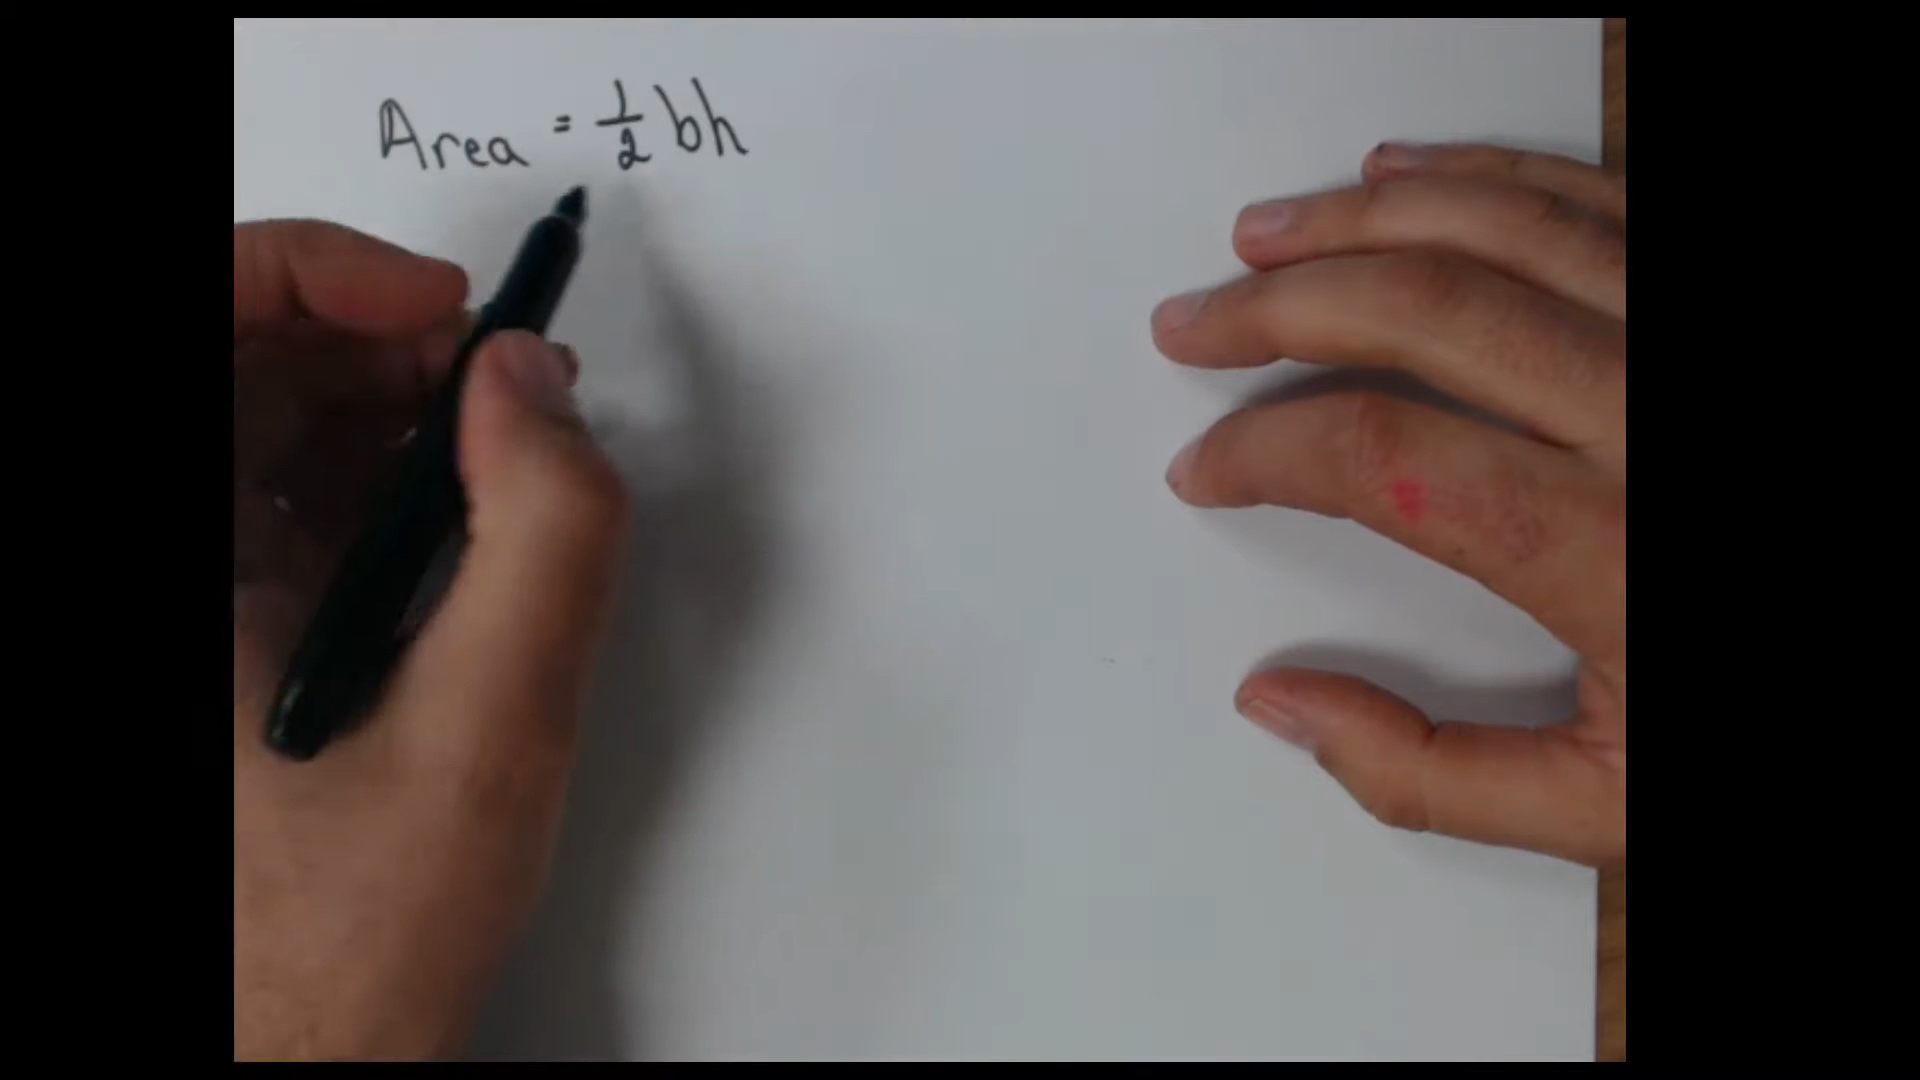 Area = 1/2 bh